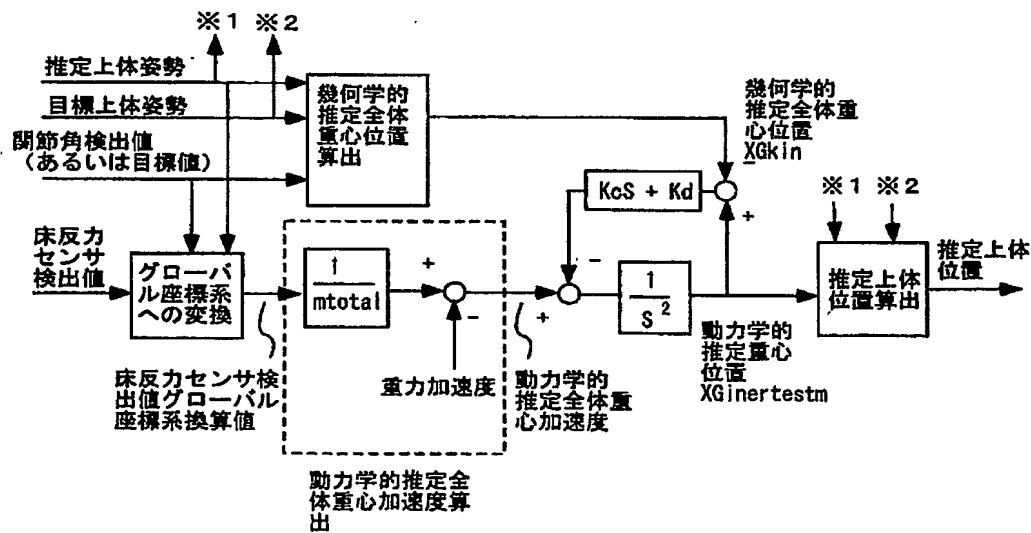 ※1 ※2
推定上体姿勢
目標上体姿勢
関節角検出値
(あるいは目標値)
幾何学的
推定全体
重心位置
算出
幾何学的
推定全体重
心位置
XGkin
KcS + Kd
※1 ※2
+
床反力
センサ
検出値
グローバ
ル座標系
への変換
1
mtotal
+
−
−
+
1
S 2
推定上体
位置算出
推定上体
位置
重力加速度
床反力センサ検
出値グローバル
座標系換算値
動力学的
推定全体重
心加速度
動力学的
推定重心
位置
XGinertestm
動力学的推定全
体重心加速度算
出